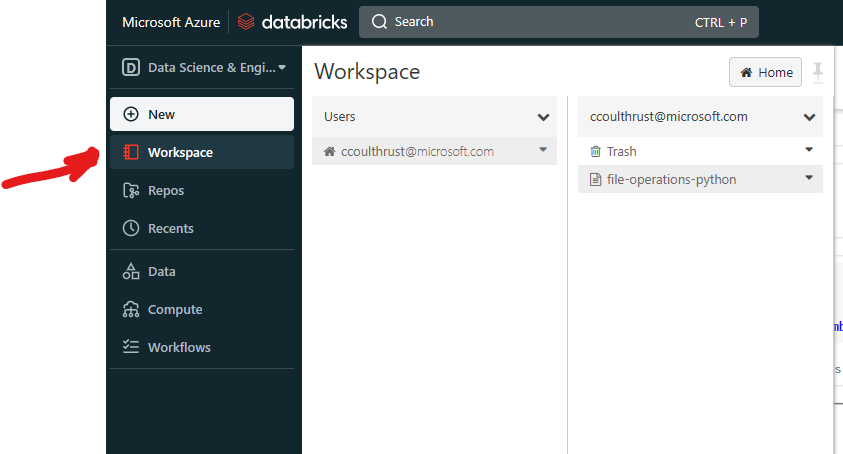 Microsoft Azure databricks Search CTRL + P
Data Science & Engi...
New
Workspace
Repos
Recents
Data
Compute
Workflows
Workspace Home
Users
ccoulthrust@microsoft.com
ccoulthrust@microsoft.com
Trash
file-operations-python